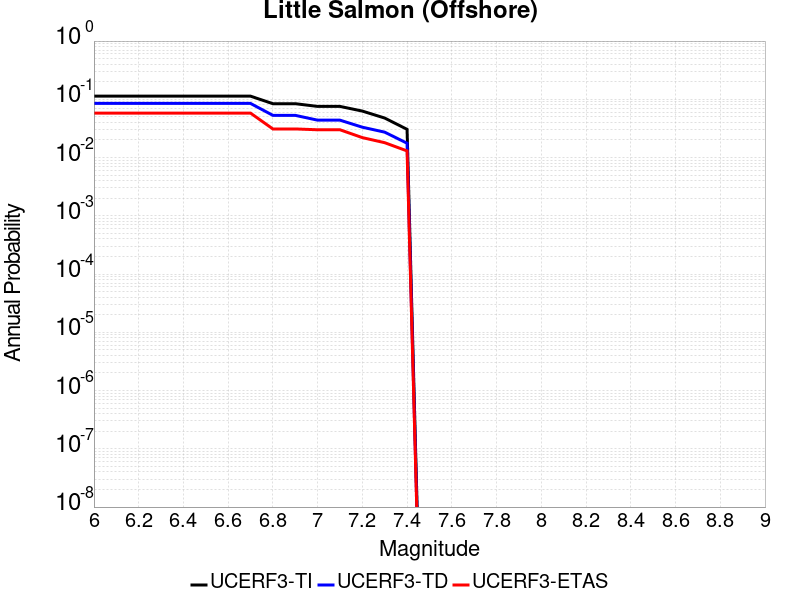 Little Salmon (Offshore)
10^0
10^-1
10^-2
10^-3
10^-4
10^-5
10^-6
10^-7
10^-8
Annual Probability
6 6.2 6.4 6.6 6.8 7 7.2 7.4 7.6 7.8 8 8.2 8.4 8.6 8.8 9
Magnitude
UCERF3-TI UCERF3-TD UCERF3-ETAS